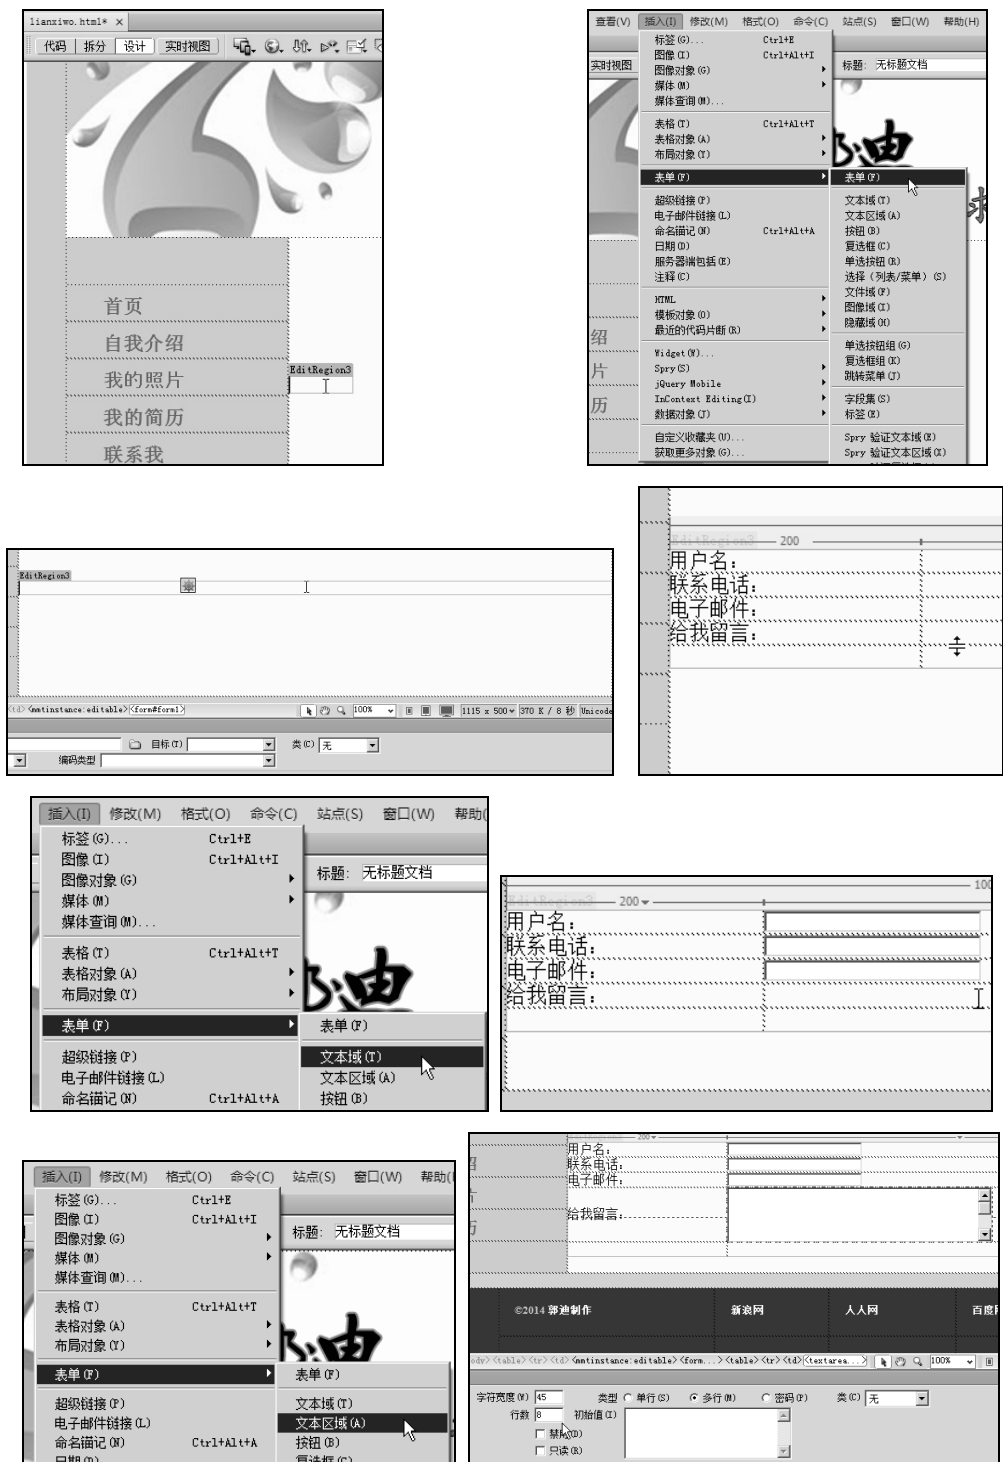 lianxiwo.html* ×
代码 拆分 设计 实时视图
首页
自我介绍
我的照片
我的简历
联系我
EditRegion3
查看(V) 插入(I) 修改(M) 格式(O) 命令(C) 站点(S) 窗口(W) 帮助(H)
实时视图
标题: 无标题文档
标签(G)... Ctrl+E
图像(I) Ctrl+Alt+I
图像对象(G)
媒体(M)
媒体查询(M)...
表格(T) Ctrl+Alt+T
表格对象(A)
布局对象(Y)
表单(F)
超级链接(P)
电子邮件链接(L)
命名锚记(N) Ctrl+Alt+A
日期(D)
服务器端包括(E)
注释(C)
HTML
模板对象(O)
最近的代码片断(R)
Widget(W)...
Spry(S)
jQuery Mobile
InContext Editing(I)
数据对象(J)
自定义收藏夹(U)...
获取更多对象(G)...
表单(F)
文本域(T)
文本区域(A)
按钮(B)
复选框(C)
单选按钮(R)
选择(列表/菜单)(S)
文件域(F)
图像域(I)
隐藏域(H)
单选按钮组(G)
复选框组(K)
跳转菜单(J)
字段集(S)
标签(E)
Spry 验证文本域(E)
Spry 验证文本区域(X)
绍
片
历
迪
求
EditRegion3
<td> <mmtinstance:editable> <form#form1>
100% 1115 x 500 370 K / 8 秒 Unicode
目标(T) 类(C) 无
编码类型
EditRegion3 200
用户名:
联系电话:
电子邮件:
给我留言:
插入(I) 修改(M) 格式(O) 命令(C) 站点(S) 窗口(W) 帮助(
标签(G)... Ctrl+E
图像(I) Ctrl+Alt+I
图像对象(G)
媒体(M)
媒体查询(M)...
表格(T) Ctrl+Alt+T
表格对象(A)
布局对象(Y)
表单(F)
超级链接(P)
电子邮件链接(L)
命名锚记(N) Ctrl+Alt+A
标题: 无标题文档
迪
表单(F)
文本域(T)
文本区域(A)
按钮(B)
100
EditRegion3 200
用户名:
联系电话:
电子邮件:
给我留言:
插入(I) 修改(M) 格式(O) 命令(C) 站点(S) 窗口(W) 帮助(
标签(G)... Ctrl+E
图像(I) Ctrl+Alt+I
图像对象(G)
媒体(M)
媒体查询(M)...
表格(T) Ctrl+Alt+T
表格对象(A)
布局对象(Y)
表单(F)
超级链接(P)
电子邮件链接(L)
命名锚记(N) Ctrl+Alt+A
日期(D)
标题: 无标题文档
迪
表单(F)
文本域(T)
文本区域(A)
按钮(B)
复选框(C)
200
用户名:
联系电话:
电子邮件:
给我留言:
©2014 郭迪制作 新浪网 人人网 百度
ody> <table> <tr> <td> <mmtinstance:editable> <form...> <table> <tr> <td> <textarea...> 100%
字符宽度(W) 45 类型 单行(S) 多行(M) 密码(P) 类(C) 无
行数 8 初始值(I)
禁用(D)
只读(R)